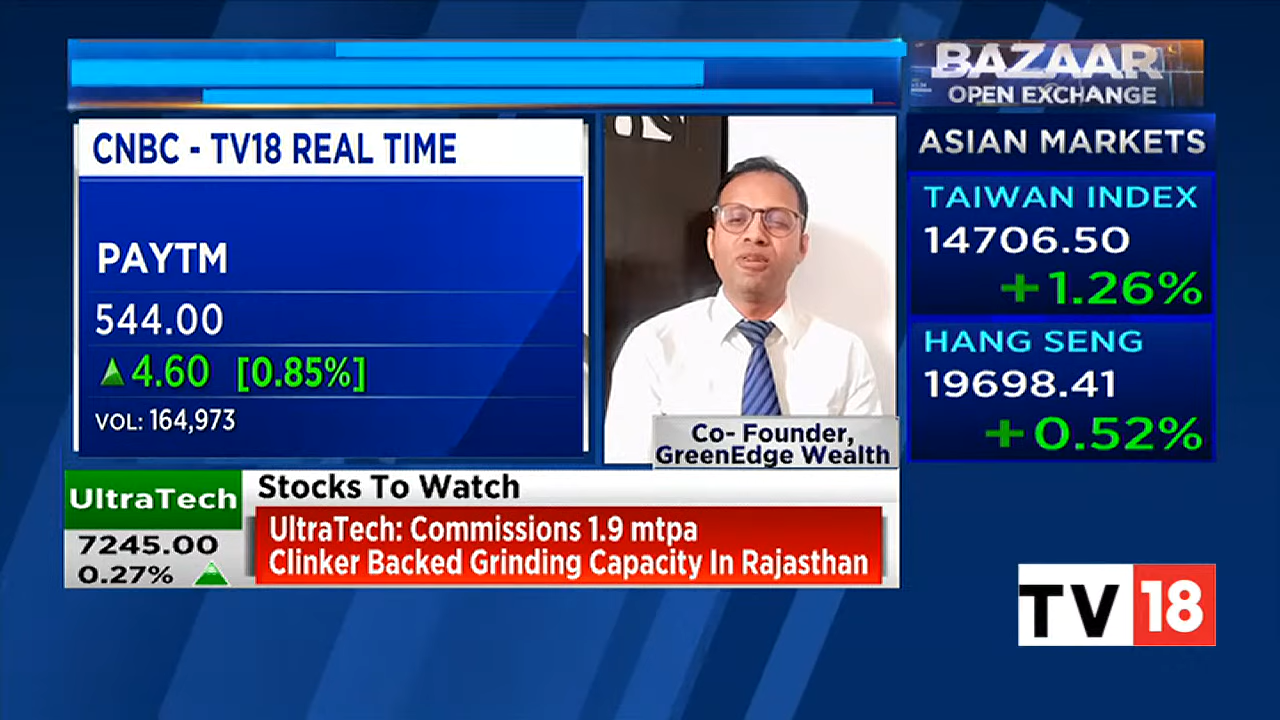 BAZAAR
OPEN EXCHANGE
CNBC - TV18 REAL TIME
PAYTM
544.00
4.60 [0.85%]
VOL: 164,973
Co- Founder,
GreenEdge Wealth
ASIAN MARKETS
TAIWAN INDEX
14706.50
+1.26%
HANG SENG
19698.41
+0.52%
UltraTech
7245.00
0.27%
Stocks To Watch
UltraTech: Commissions 1.9 mtpa
Clinker Backed Grinding Capacity In Rajasthan
TV18